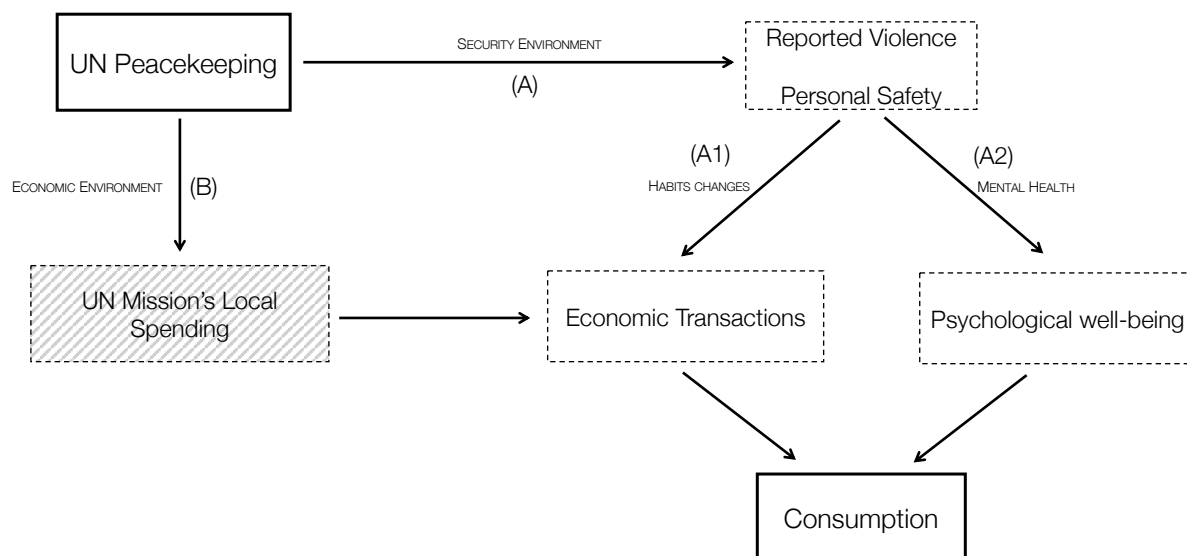 UN Peacekeeping
SECURITY ENVIRONMENT
(A)
Reported Violence
Personal Safety
ECONOMIC ENVIRONMENT
(B)
(A1)
HABITS CHANGES
(A2)
MENTAL HEALTH
UN Mission's Local
Spending
Economic Transactions
Psychological well-being
Consumption